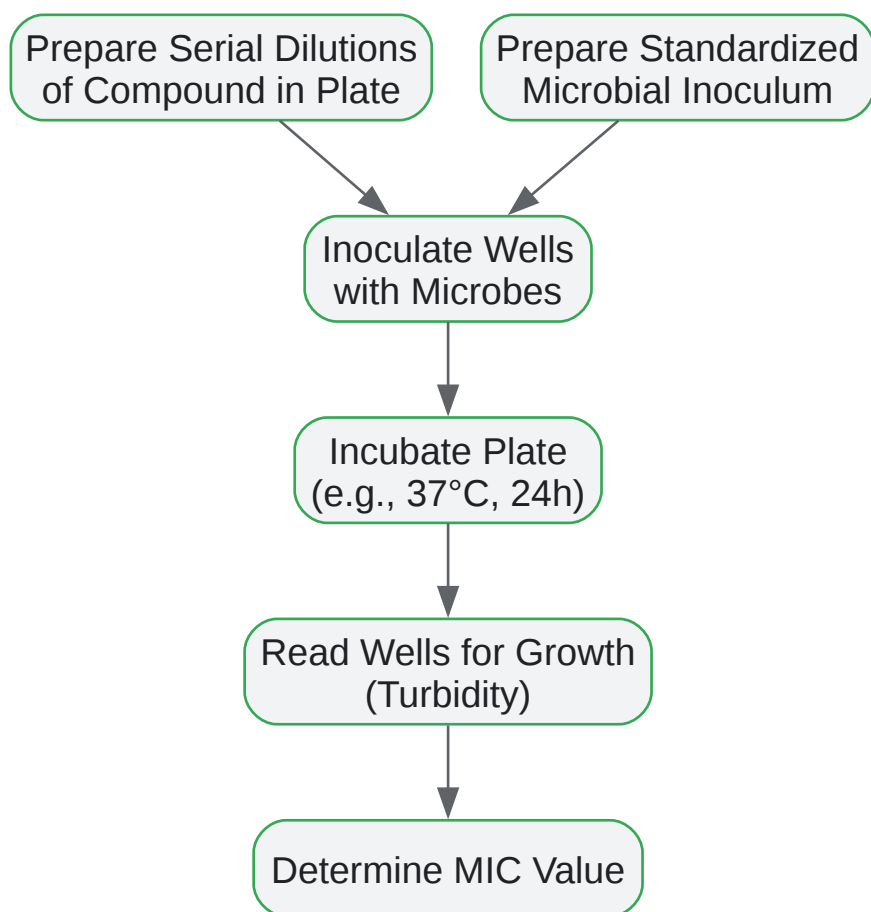 Prepare Serial Dilutions
of Compound in Plate
Prepare Standardized
Microbial Inoculum
Inoculate Wells
with Microbes
Incubate Plate
(e.g., 37°C, 24h)
Read Wells for Growth
(Turbidity)
Determine MIC Value